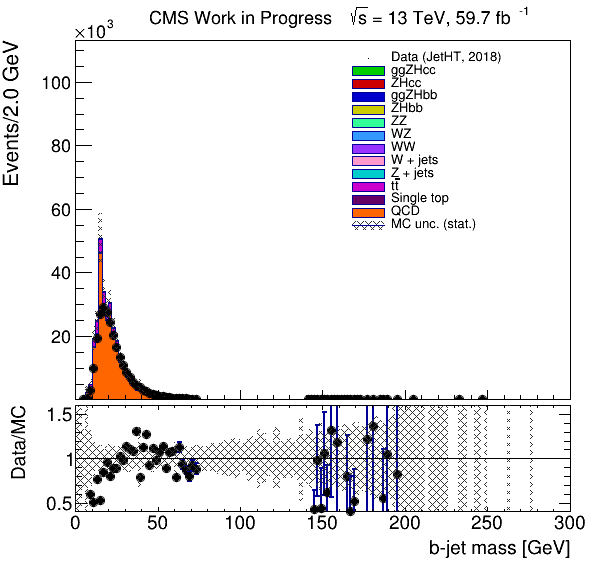 CMS Work in Progress √s = 13 TeV, 59.7 fb⁻¹
×10³
Events/2.0 GeV
100
80
60
40
20
Data (JetHT, 2018)
ggZHcc
ZHcc
ggZHbb
ZHbb
ZZ
WZ
WW
W + jets
Z + jets
tt̅
Single top
QCD
MC unc. (stat.)
Data/MC
1.5
1
0.5
0 50 100 150 200 250 300
b-jet mass [GeV]